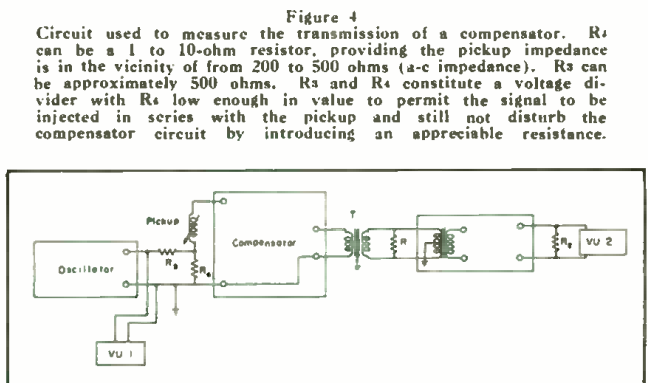 Figure 4
Circuit used to measure the transmission of a compensator. R4
can be a 1 to 10-ohm resistor, providing the pickup impedance
is in the vicinity of from 200 to 500 ohms (a-c impedance). R3 can
be approximately 500 ohms. R3 and R4 constitute a voltage di-
vider with R4 low enough in value to permit the signal to be
injected in series with the pickup and still not disturb the
compensator circuit by introducing an appreciable resistance.
Pickup
T
Oscillator
R3
R4
Compensator
R
VU 2
VU 1